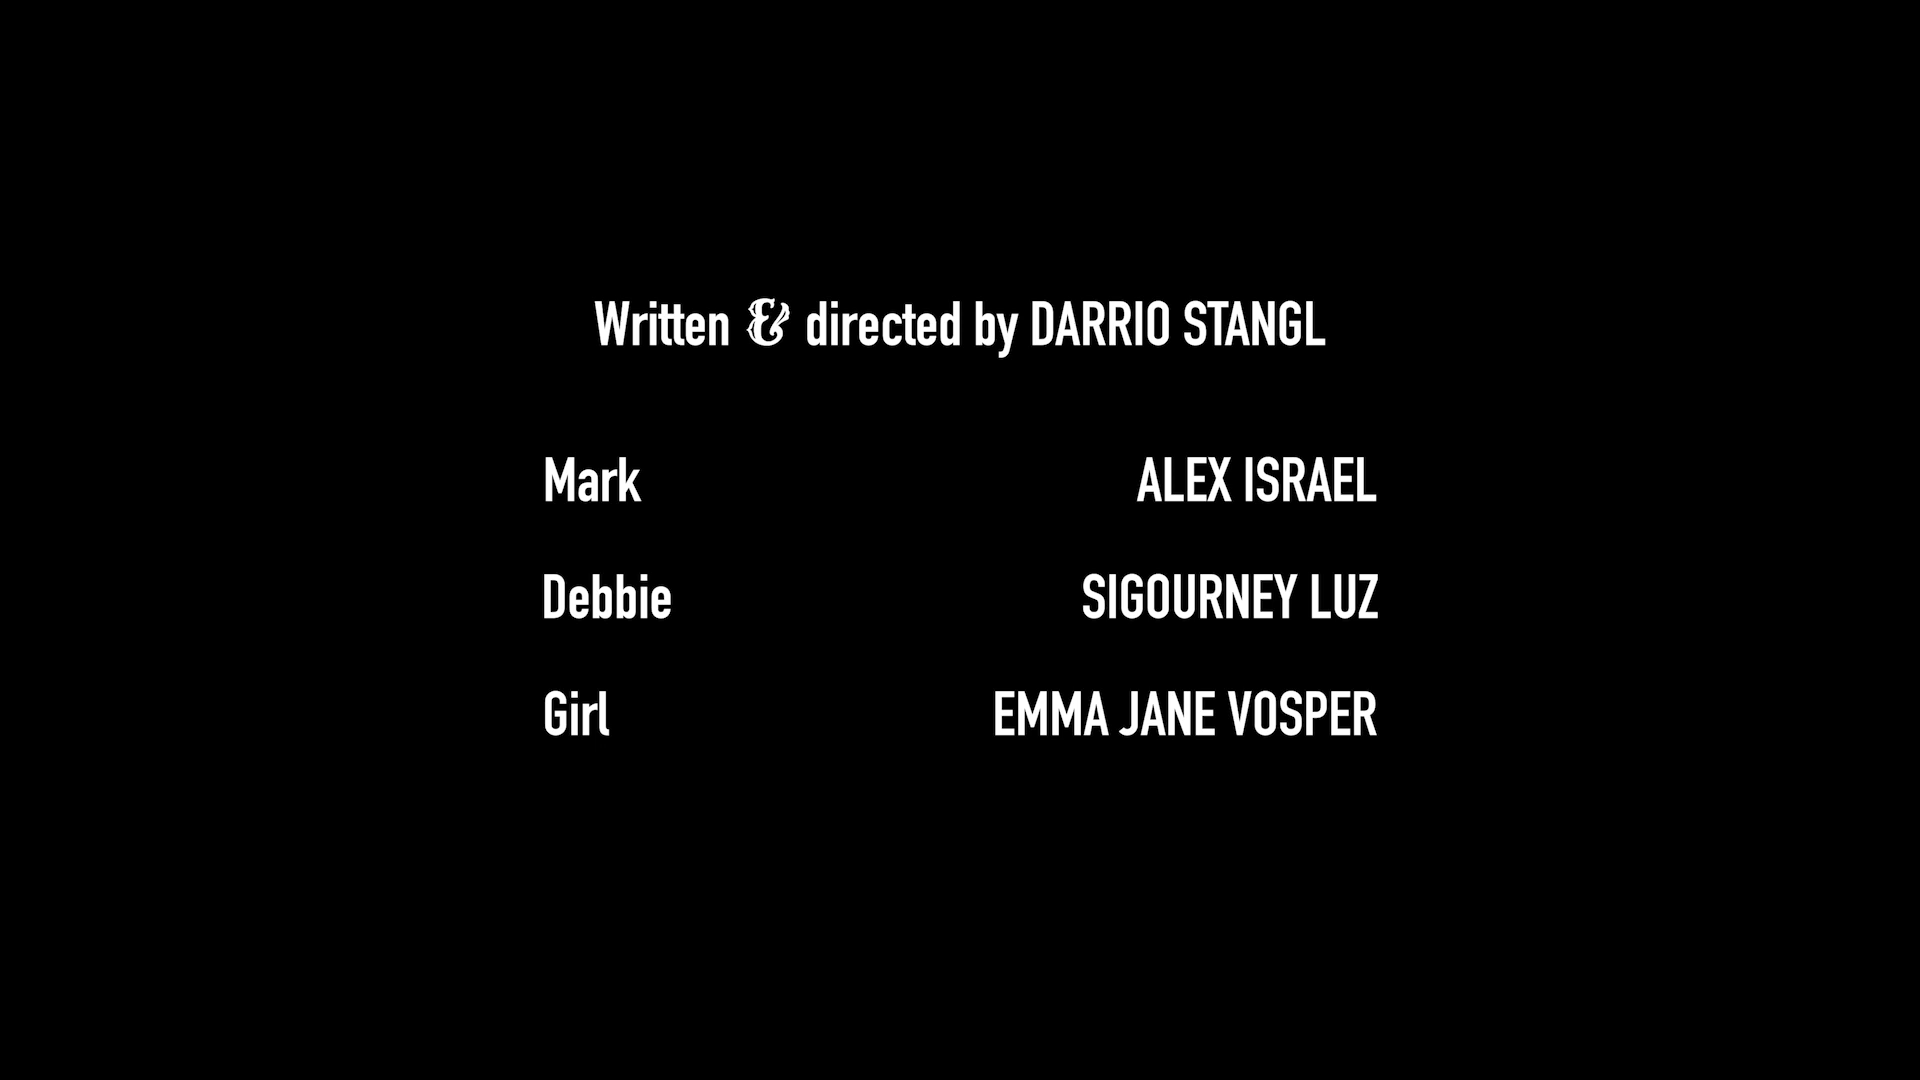 Written & directed by DARRIO STANGL
Mark ALEX ISRAEL
Debbie SIGOURNEY LUZ
Girl EMMA JANE VOSPER